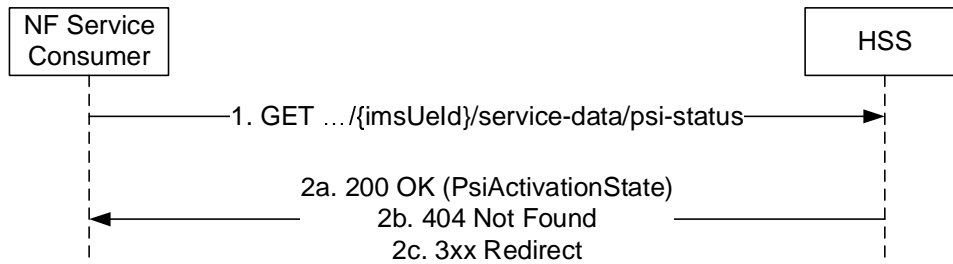 NF Service
Consumer
HSS
1. GET …/{imsUeId}/service-data/psi-status
2a. 200 OK (PsiActivationState)
2b. 404 Not Found
2c. 3xx Redirect